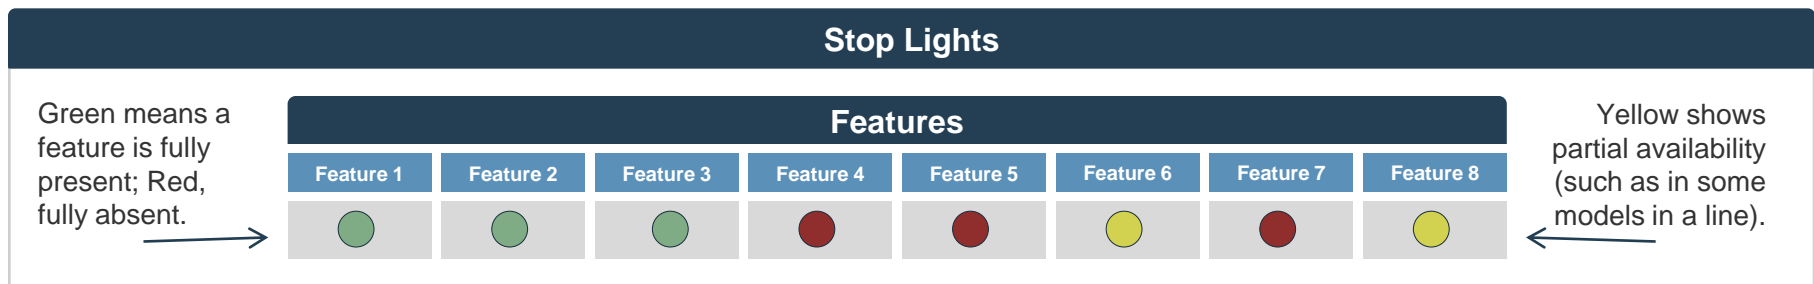 Stop Lights
Green means a
feature is fully
present; Red,
fully absent.
Features
Feature 1
Feature 2
Feature 3
Feature 4
Feature 5
Feature 6
Feature 7
Feature 8
Yellow shows
partial availability
(such as in some
models in a line).